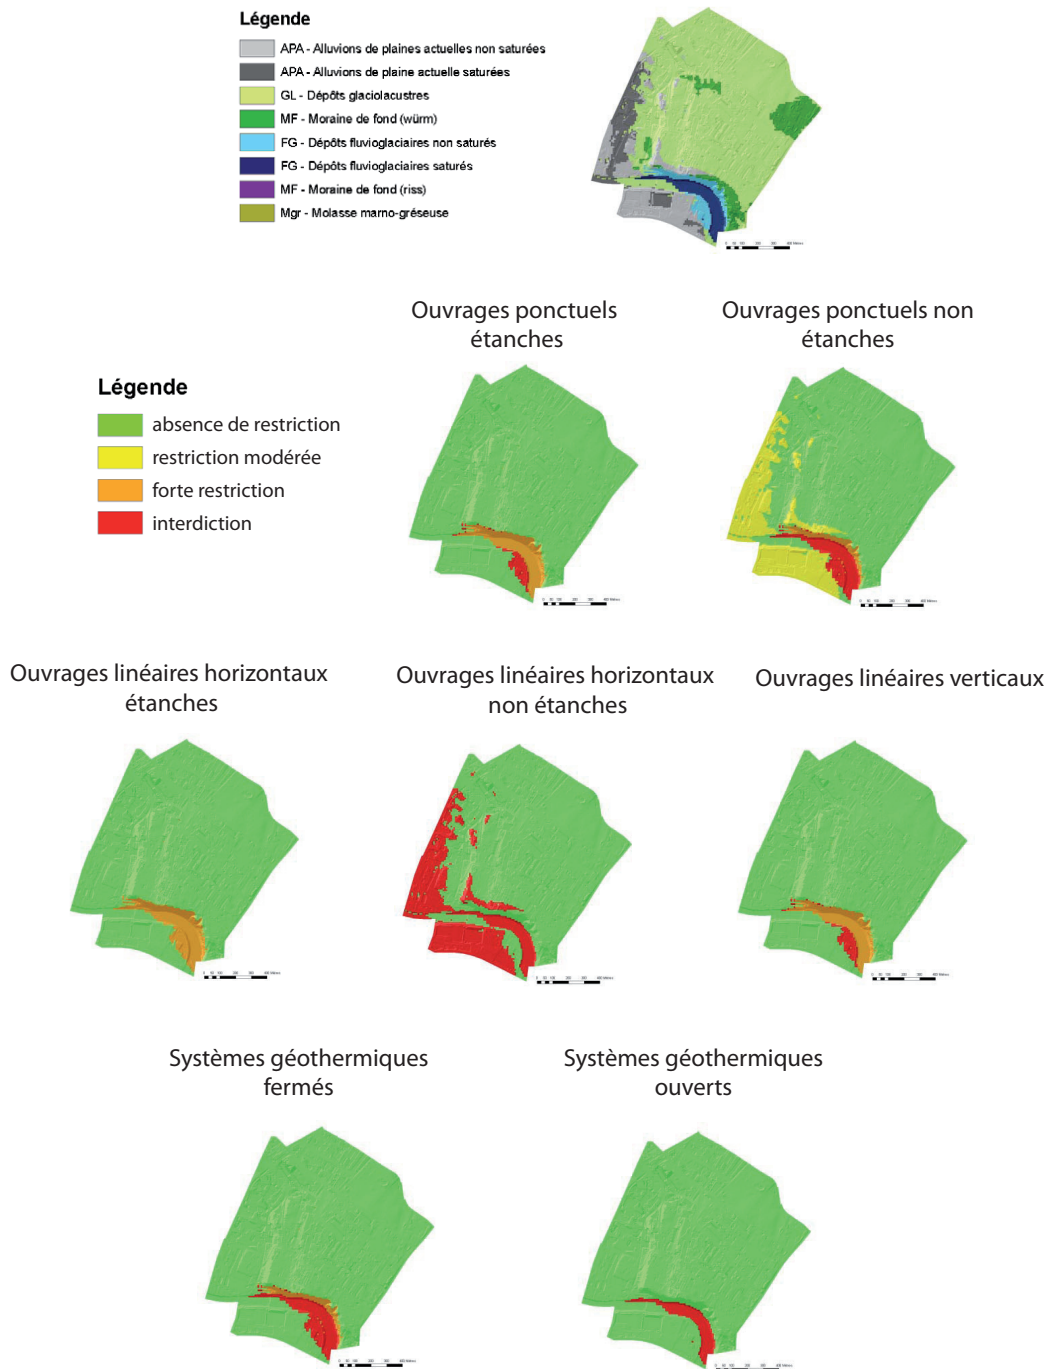 Légende
APA - Alluvions de plaines actuelles non saturées
APA - Alluvions de plaine actuelle saturées
GL - Dépôts glaciolacustres
MF - Moraine de fond (würm)
FG - Dépôts fluvioglaciaires non saturés
FG - Dépôts fluvioglaciaires saturés
MF - Moraine de fond (riss)
Mgr - Molasse marno-gréseuse
Ouvrages ponctuels
étanches
Ouvrages ponctuels non
étanches
Légende
absence de restriction
restriction modérée
forte restriction
interdiction
Ouvrages linéaires horizontaux
étanches
Ouvrages linéaires horizontaux
non étanches
Ouvrages linéaires verticaux
Systèmes géothermiques
fermés
Systèmes géothermiques
ouverts